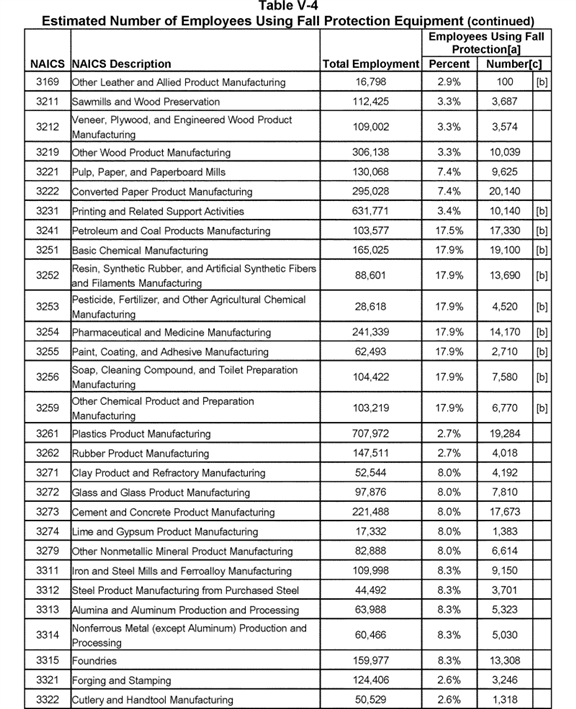 Table V-4
Estimated Number of Employees Using Fall Protection Equipment (continued)
Employees Using Fall
Protection[a]
NAICS NAICS Description Total Employment Percent Number[c]
3169 Other Leather and Allied Product Manufacturing 16,798 2.9% 100 [b]
3211 Sawmills and Wood Preservation 112,425 3.3% 3,687
3212 Veneer, Plywood, and Engineered Wood Product
Manufacturing 109,002 3.3% 3,574
3219 Other Wood Product Manufacturing 306,138 3.3% 10,039
3221 Pulp, Paper, and Paperboard Mills 130,068 7.4% 9,625
3222 Converted Paper Product Manufacturing 295,028 7.4% 20,140
3231 Printing and Related Support Activities 631,771 3.4% 10,140 [b]
3241 Petroleum and Coal Products Manufacturing 103,577 17.5% 17,330 [b]
3251 Basic Chemical Manufacturing 165,025 17.9% 19,100 [b]
3252 Resin, Synthetic Rubber, and Artificial Synthetic Fibers
and Filaments Manufacturing 88,601 17.9% 13,690 [b]
3253 Pesticide, Fertilizer, and Other Agricultural Chemical
Manufacturing 28,618 17.9% 4,520 [b]
3254 Pharmaceutical and Medicine Manufacturing 241,339 17.9% 14,170 [b]
3255 Paint, Coating, and Adhesive Manufacturing 62,493 17.9% 2,710 [b]
3256 Soap, Cleaning Compound, and Toilet Preparation
Manufacturing 104,422 17.9% 7,580 [b]
3259 Other Chemical Product and Preparation
Manufacturing 103,219 17.9% 6,770 [b]
3261 Plastics Product Manufacturing 707,972 2.7% 19,284
3262 Rubber Product Manufacturing 147,511 2.7% 4,018
3271 Clay Product and Refractory Manufacturing 52,544 8.0% 4,192
3272 Glass and Glass Product Manufacturing 97,876 8.0% 7,810
3273 Cement and Concrete Product Manufacturing 221,488 8.0% 17,673
3274 Lime and Gypsum Product Manufacturing 17,332 8.0% 1,383
3279 Other Nonmetallic Mineral Product Manufacturing 82,888 8.0% 6,614
3311 Iron and Steel Mills and Ferroalloy Manufacturing 109,998 8.3% 9,150
3312 Steel Product Manufacturing from Purchased Steel 44,492 8.3% 3,701
3313 Alumina and Aluminum Production and Processing 63,988 8.3% 5,323
3314 Nonferrous Metal (except Aluminum) Production and
Processing 60,466 8.3% 5,030
3315 Foundries 159,977 8.3% 13,308
3321 Forging and Stamping 124,406 2.6% 3,246
3322 Cutlery and Handtool Manufacturing 50,529 2.6% 1,318